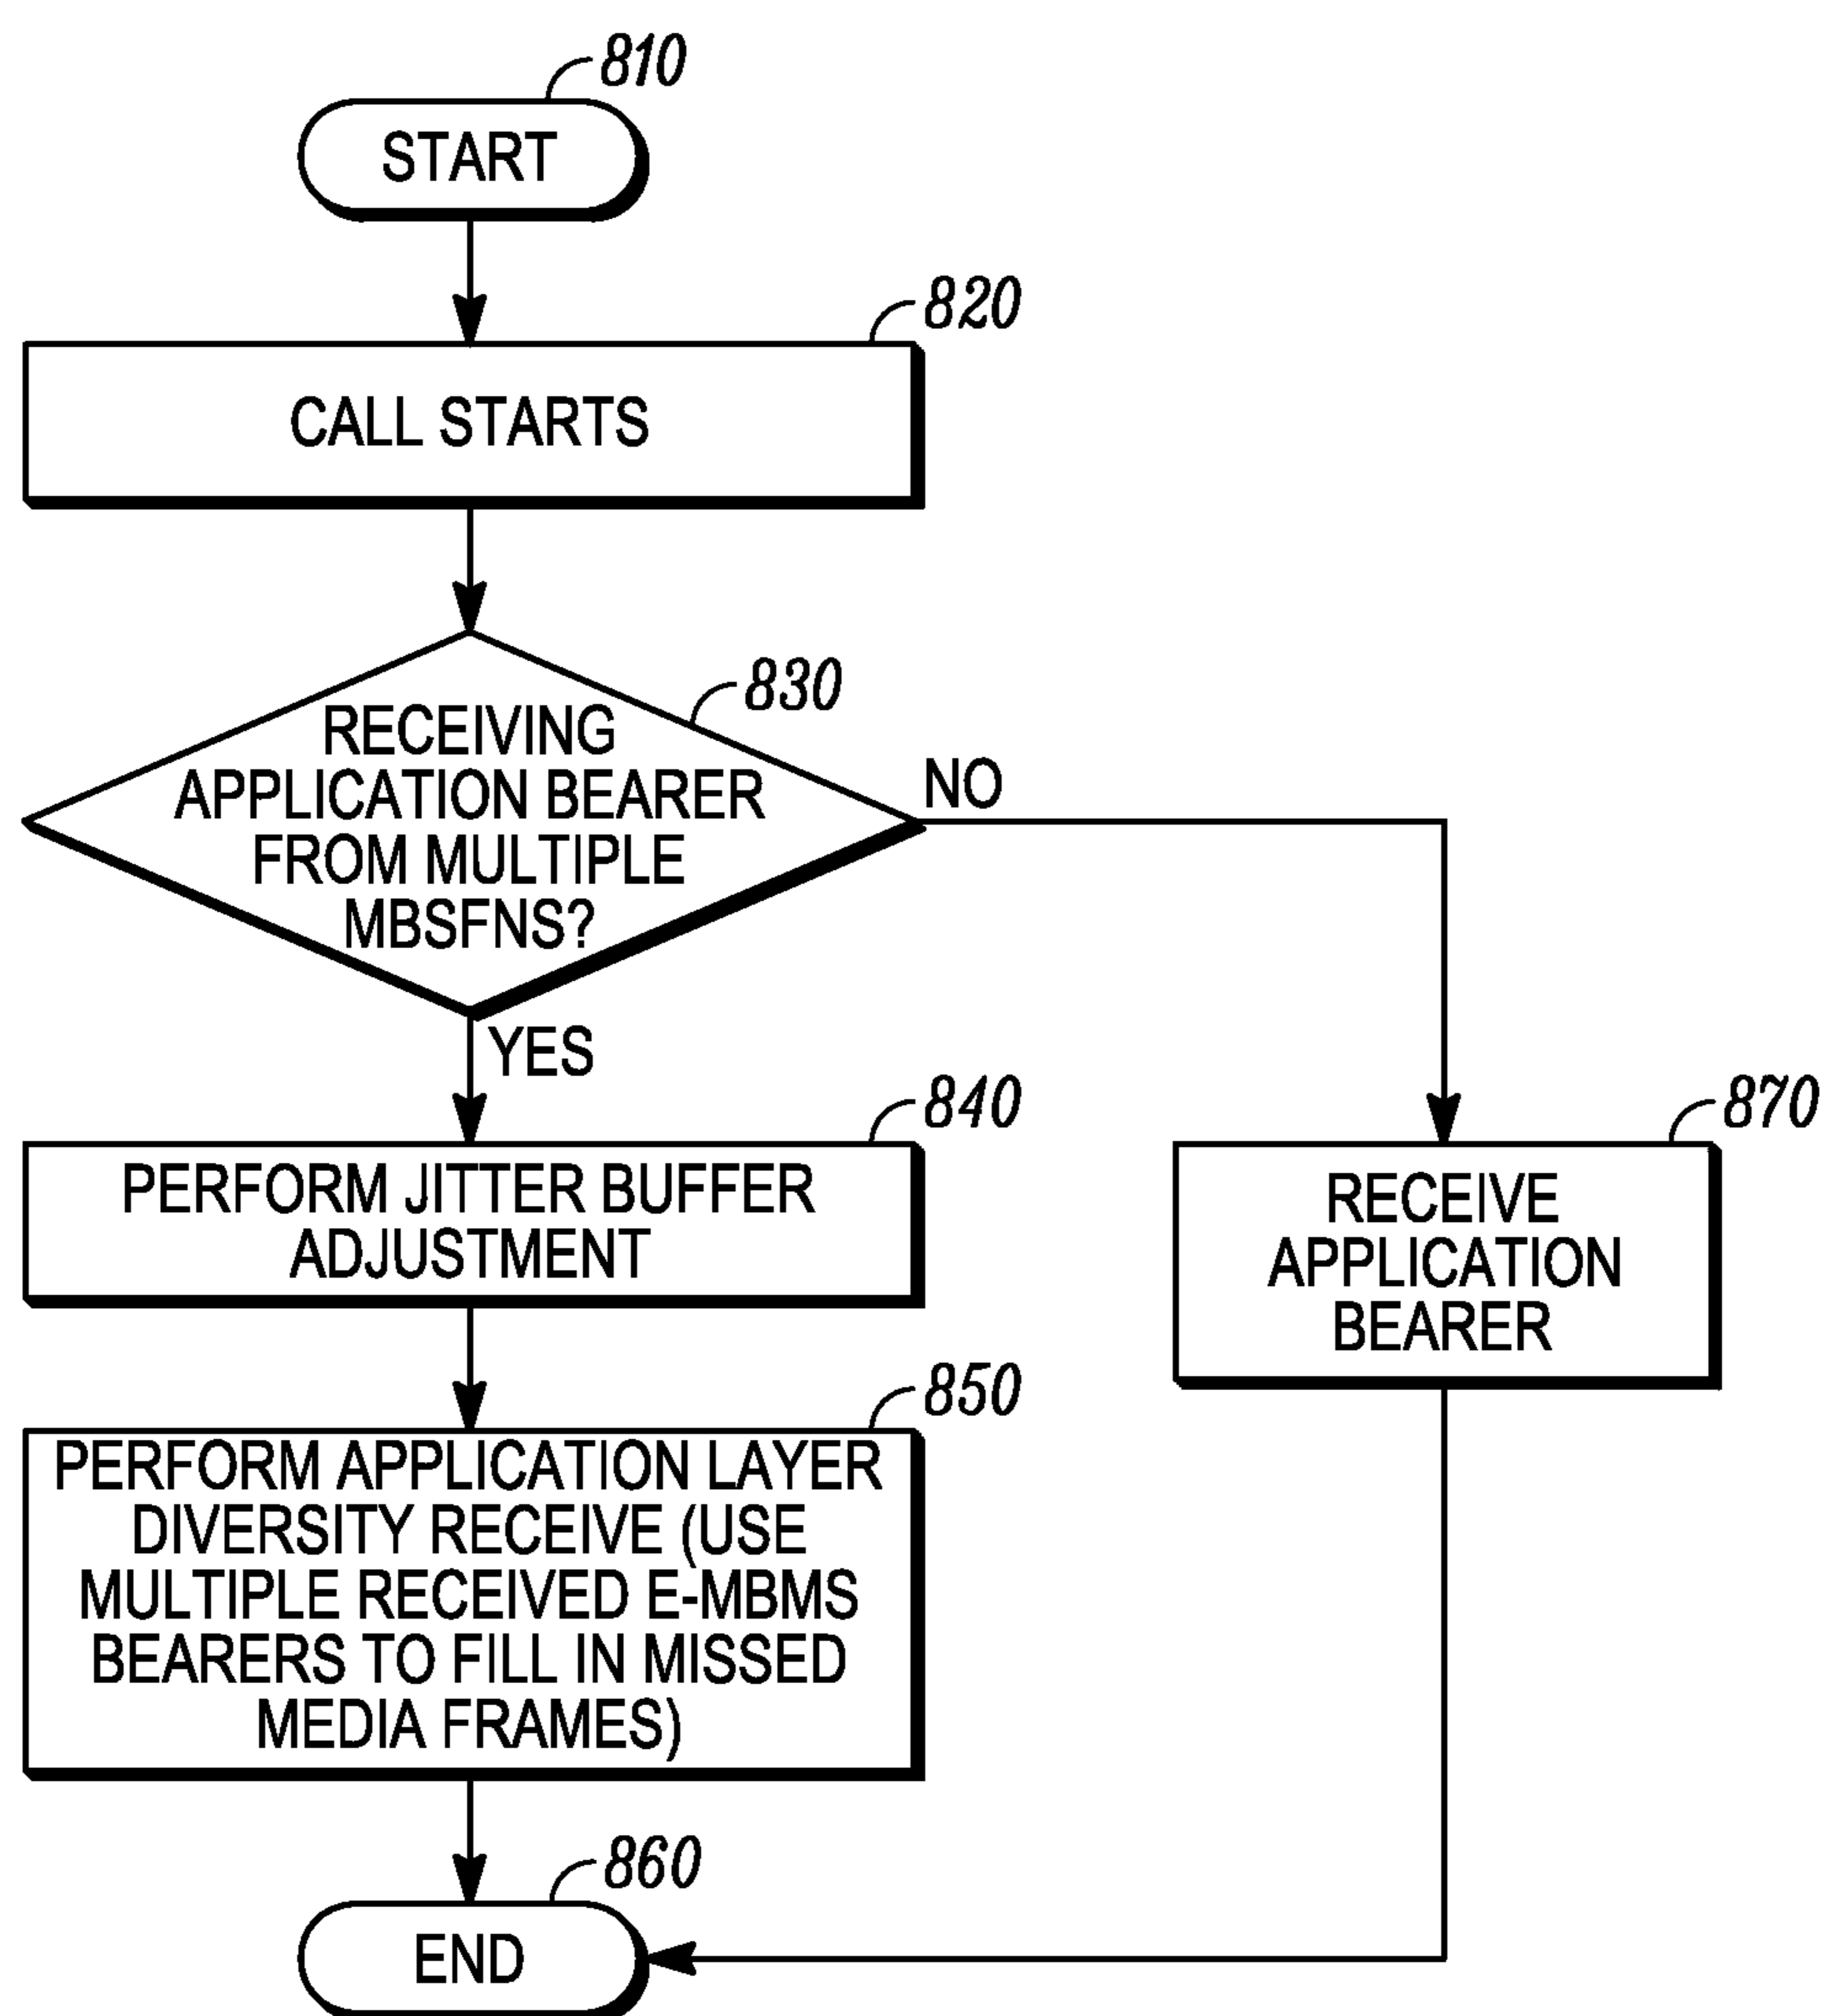 810
START
820
CALL STARTS
830
RECEIVING
APPLICATION BEARER
FROM MULTIPLE
MBSFNS?
NO
YES
840
PERFORM JITTER BUFFER
ADJUSTMENT
870
RECEIVE
APPLICATION
BEARER
850
PERFORM APPLICATION LAYER
DIVERSITY RECEIVE (USE
MULTIPLE RECEIVED E-MBMS
BEARERS TO FILL IN MISSED
MEDIA FRAMES)
860
END